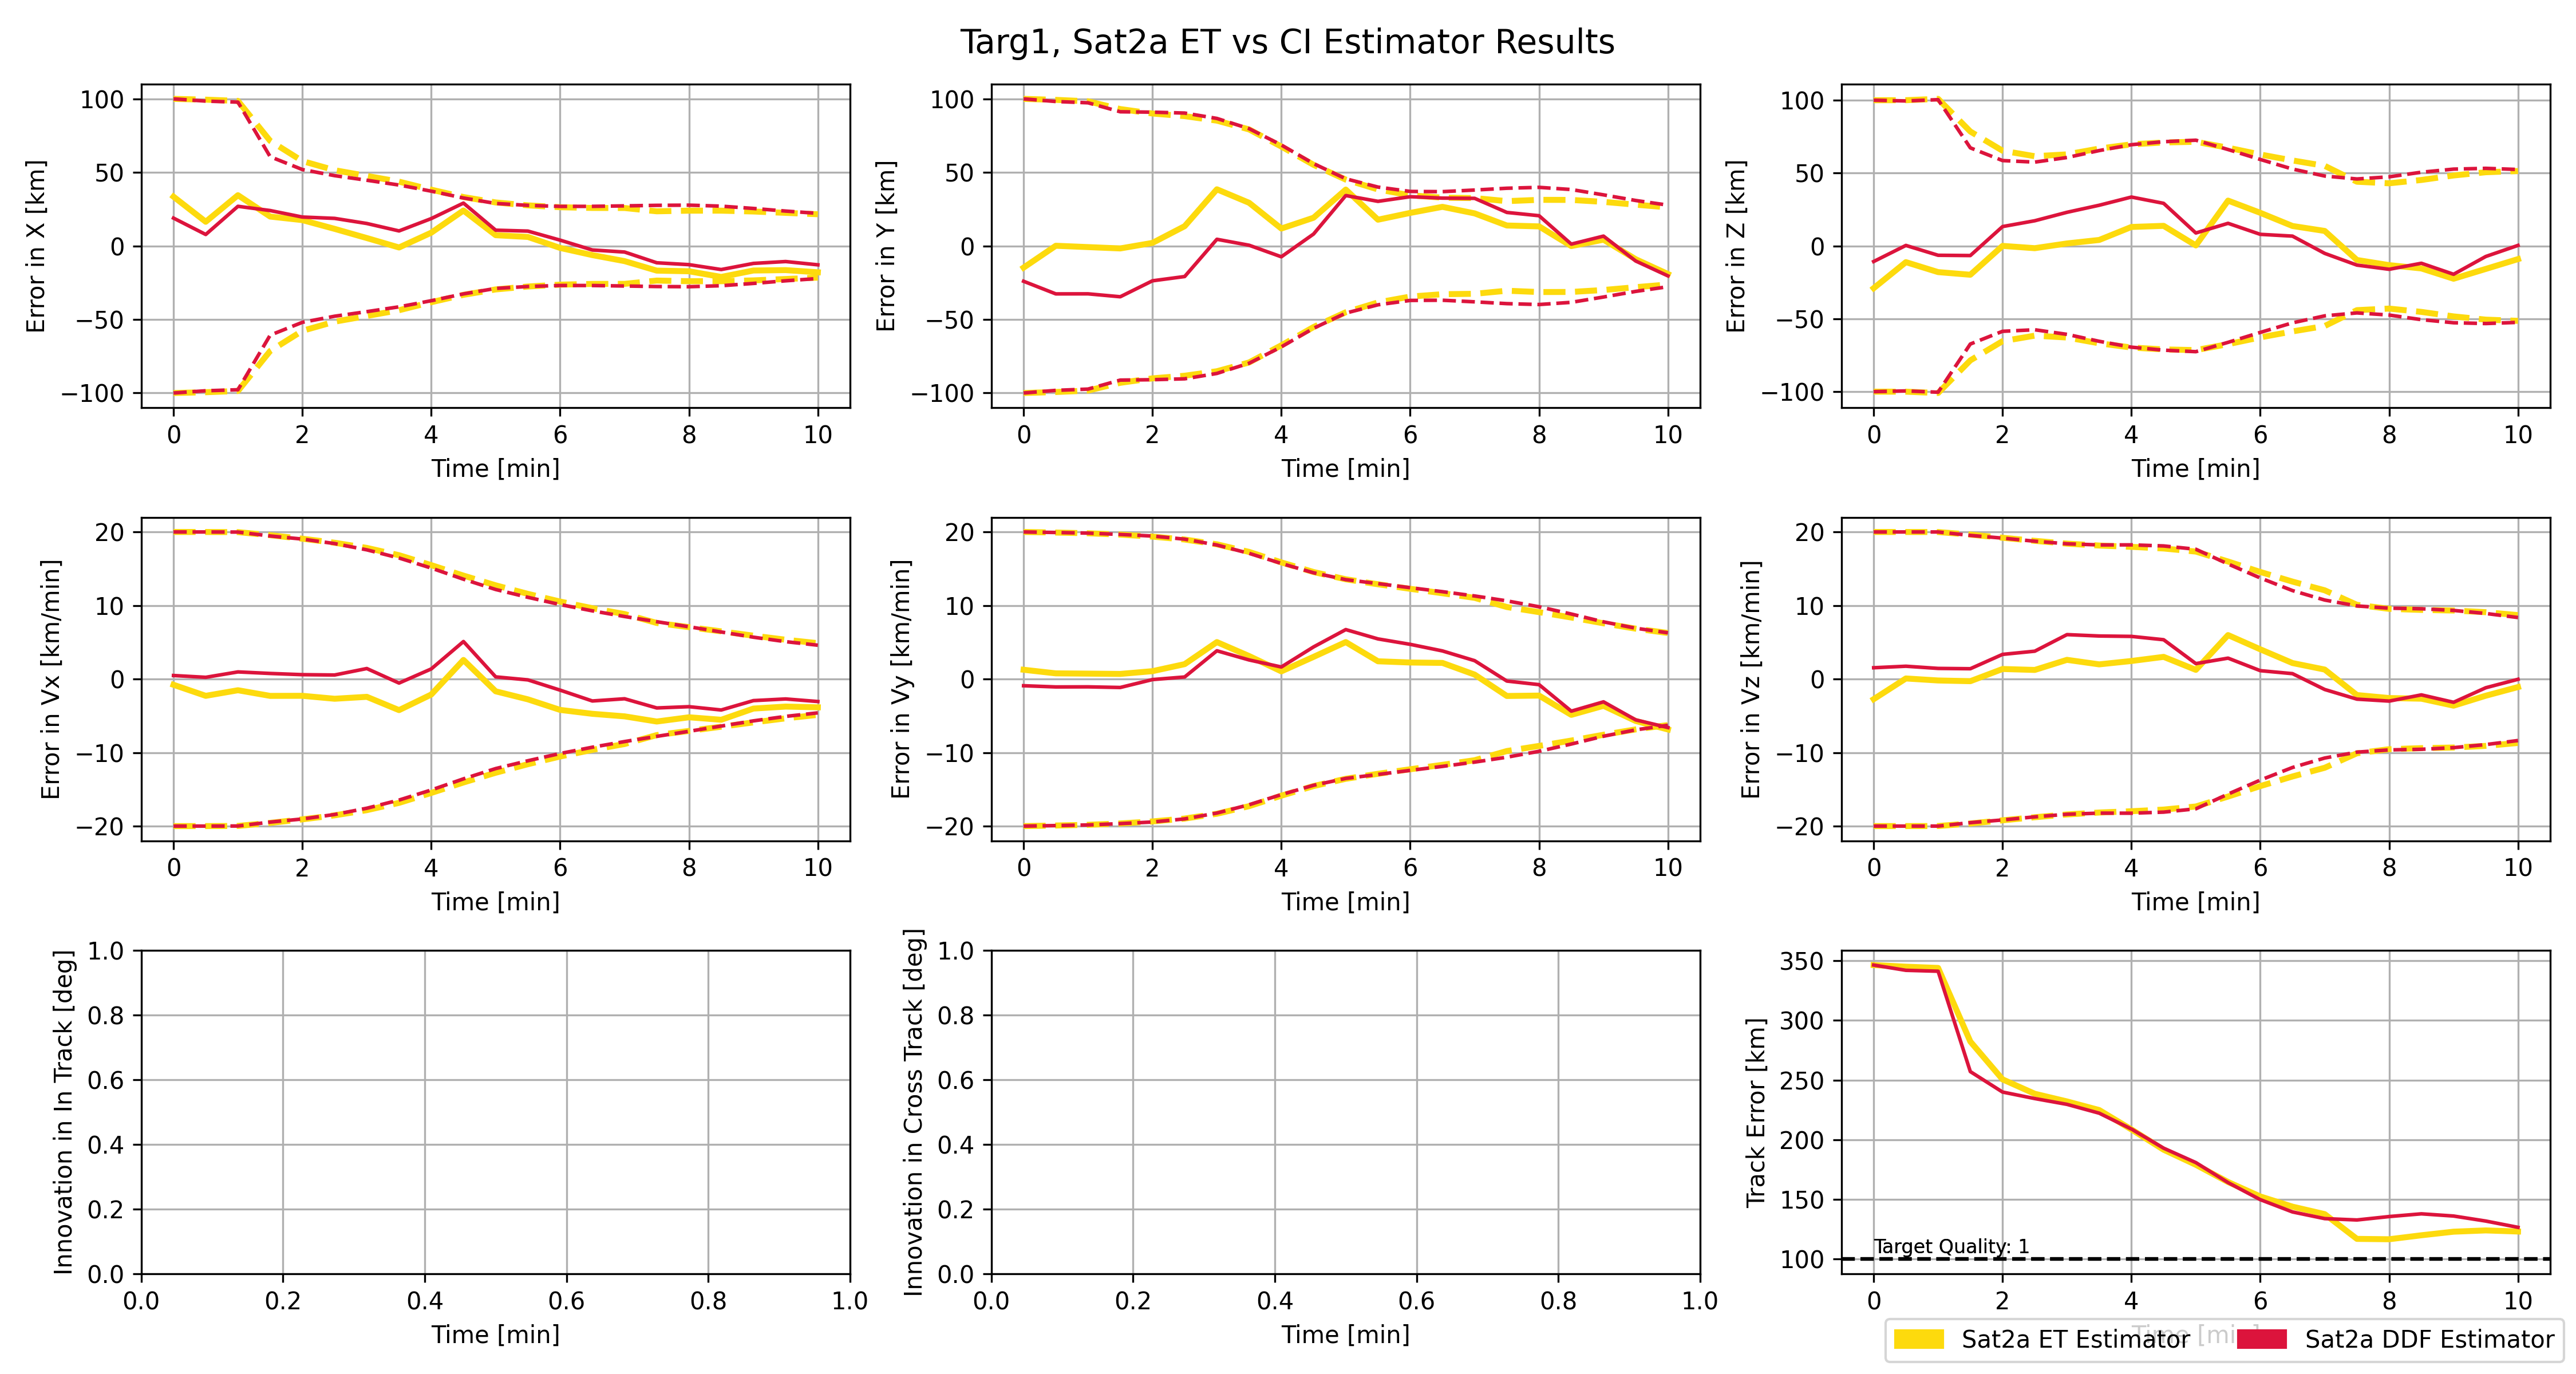 Targ1, Sat2a ET vs CI Estimator Results
Error in X [km]
100
50
0
−50
−100
0 2 4 6 8 10
Time [min]
Error in Y [km]
100
50
0
−50
−100
0 2 4 6 8 10
Time [min]
Error in Z [km]
100
50
0
−50
−100
0 2 4 6 8 10
Time [min]
Error in Vx [km/min]
20
10
0
−10
−20
0 2 4 6 8 10
Time [min]
Error in Vy [km/min]
20
10
0
−10
−20
0 2 4 6 8 10
Time [min]
Error in Vz [km/min]
20
10
0
−10
−20
0 2 4 6 8 10
Time [min]
Innovation in In Track [deg]
1.0
0.8
0.6
0.4
0.2
0.0
0.0 0.2 0.4 0.6 0.8 1.0
Time [min]
Innovation in Cross Track [deg]
1.0
0.8
0.6
0.4
0.2
0.0
0.0 0.2 0.4 0.6 0.8 1.0
Time [min]
Track Error [km]
350
300
250
200
150
100
Target Quality: 1
0 2 4 6 8 10
Time [min]
Sat2a ET Estimator
Sat2a DDF Estimator